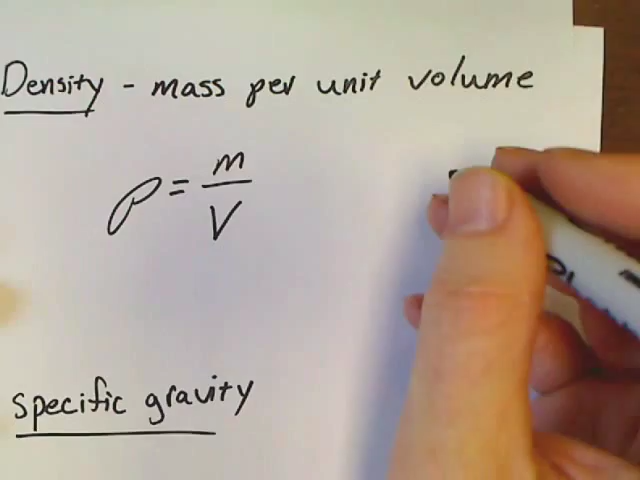 Density - mass per unit volume
ρ = m/V
specific gravity